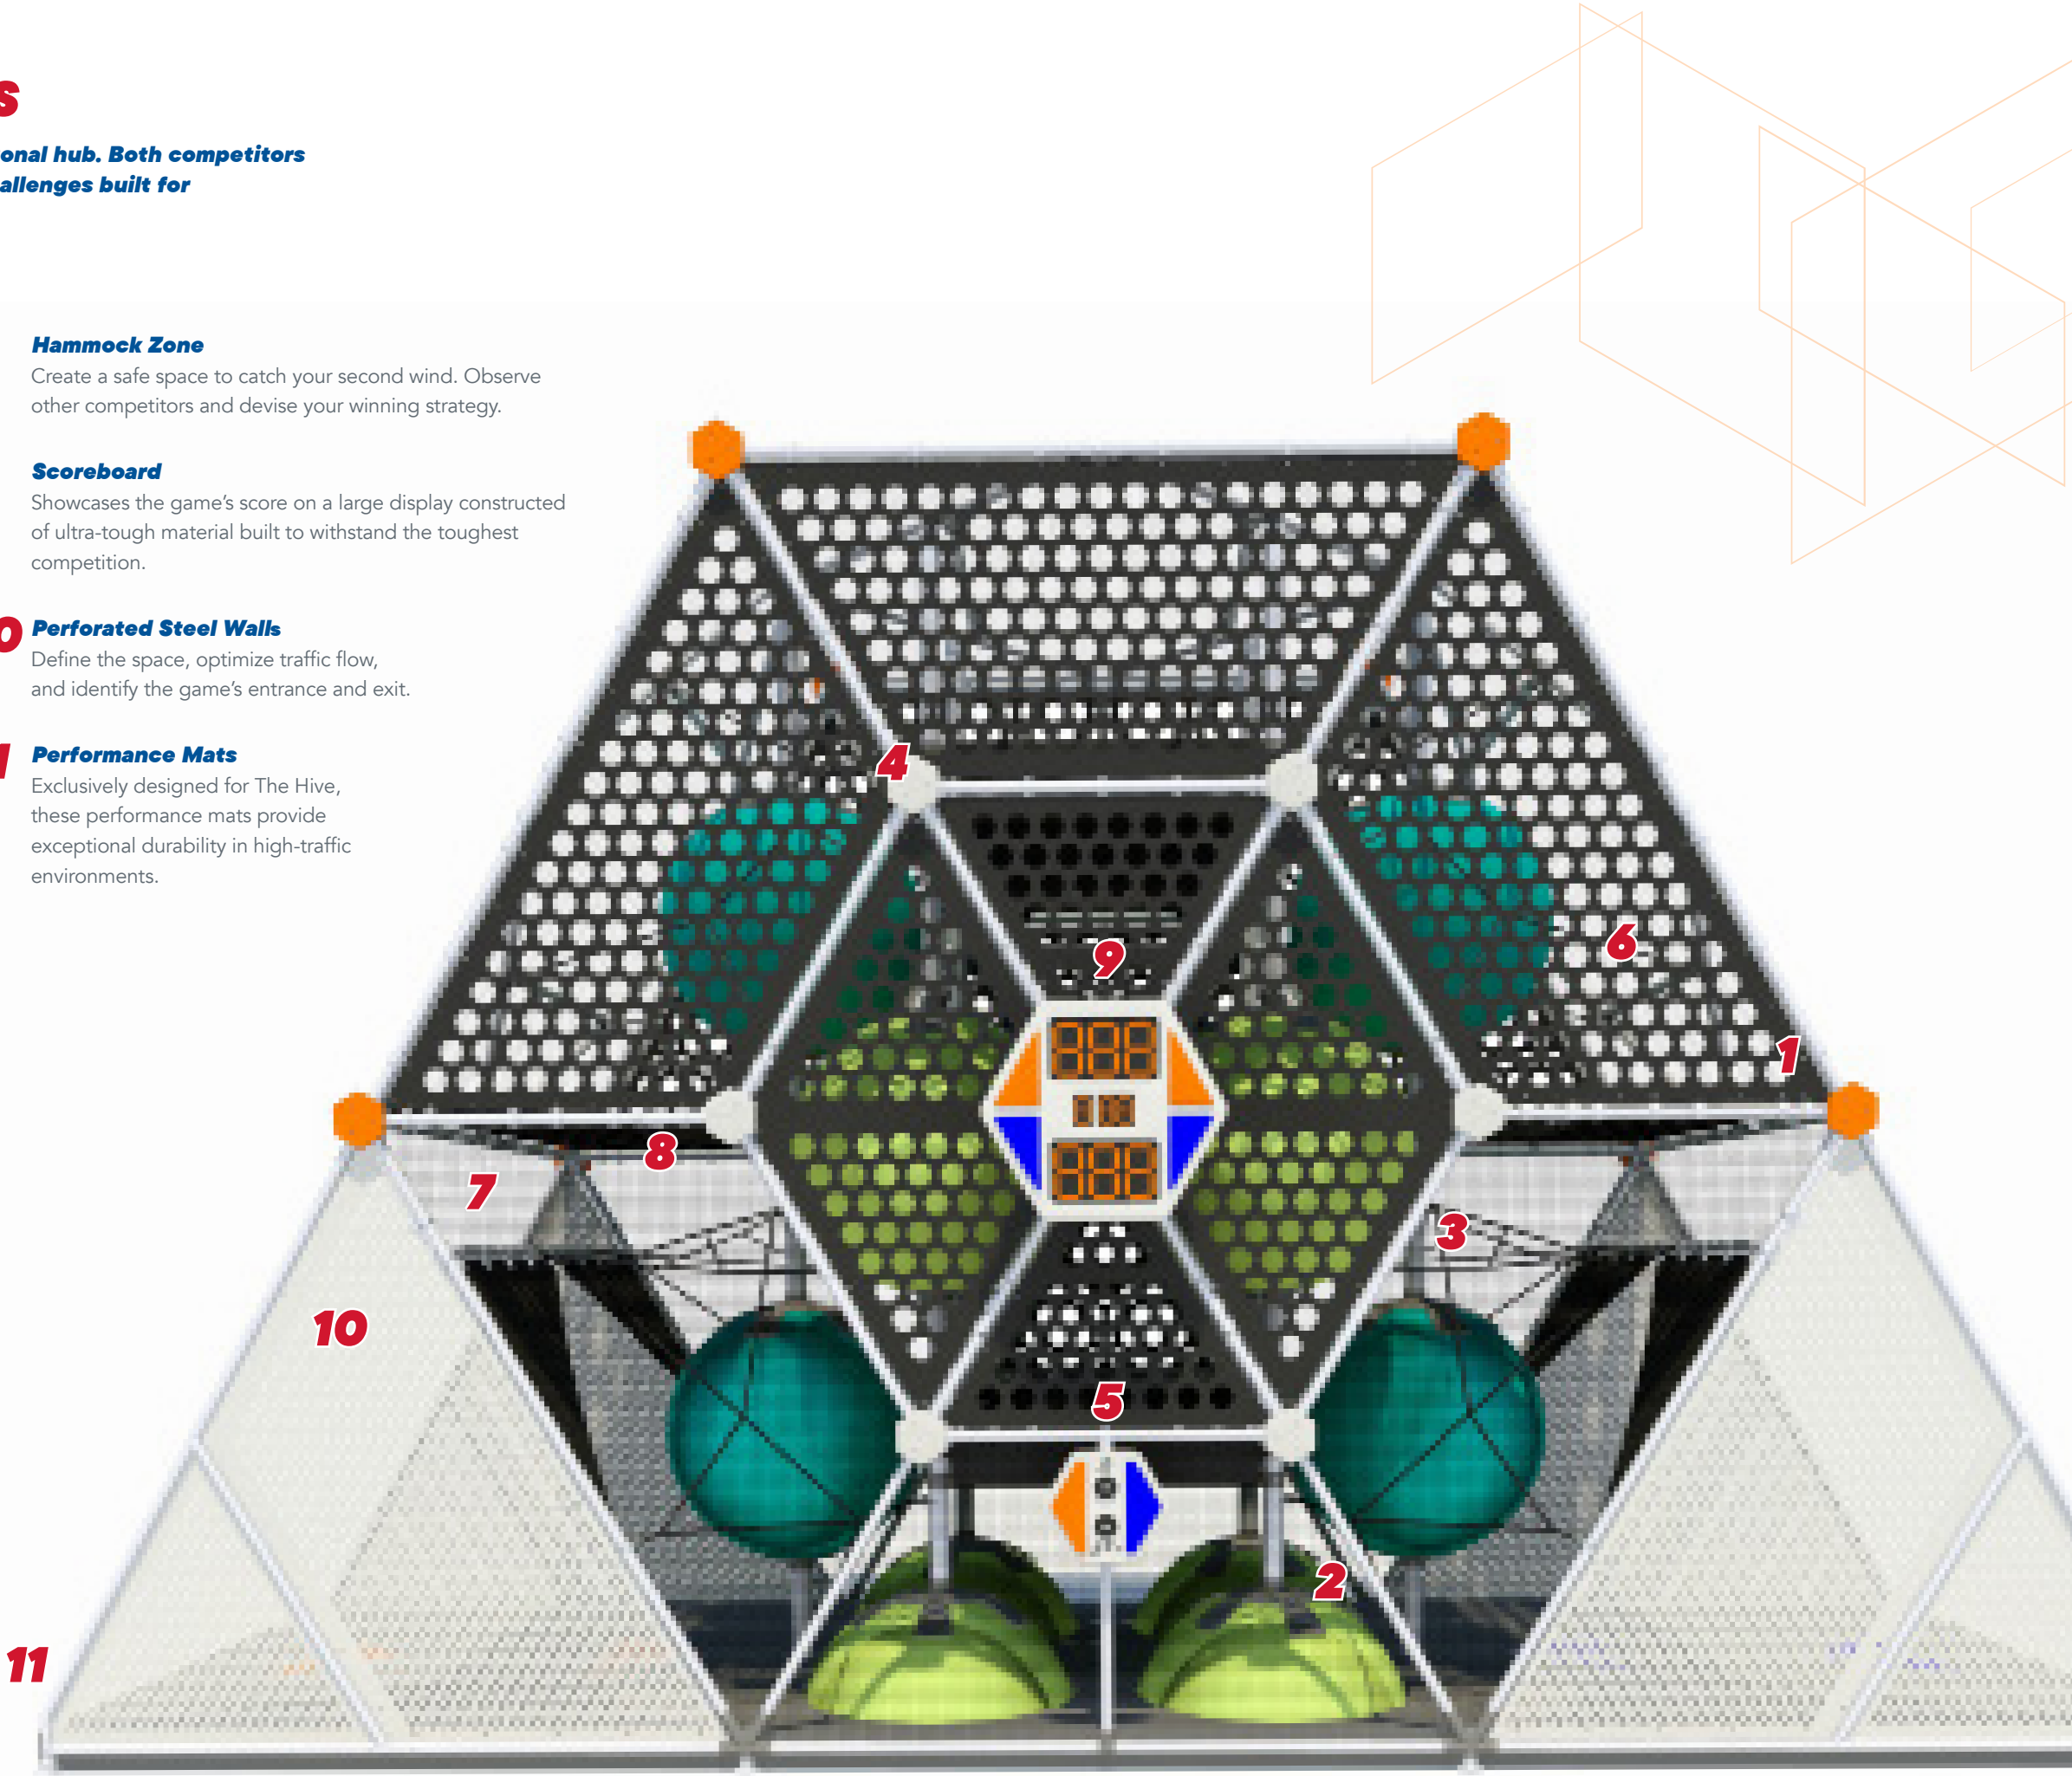 s
onal hub. Both competitors
allenges built for
Hammock Zone
Create a safe space to catch your second wind. Observe
other competitors and devise your winning strategy.
Scoreboard
Showcases the game's score on a large display constructed
of ultra-tough material built to withstand the toughest
competition.
0 Perforated Steel Walls
Define the space, optimize traffic flow,
and identify the game's entrance and exit.
1 Performance Mats
Exclusively designed for The Hive,
these performance mats provide
exceptional durability in high-traffic
environments.
4
9
6
1
8
7
3
10
5
2
11